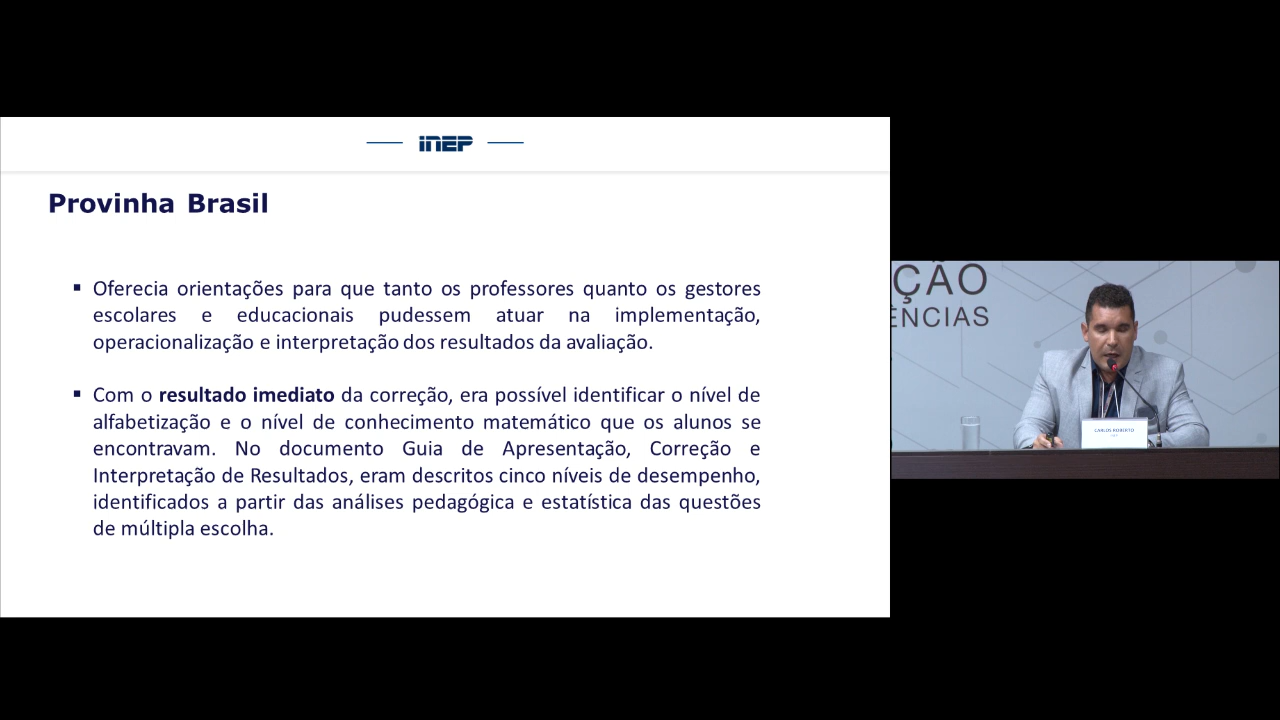 INEP
Provinha Brasil
▪ Oferecia orientações para que tanto os professores quanto os gestores
escolares e educacionais pudessem atuar na implementação,
operacionalização e interpretação dos resultados da avaliação.
▪ Com o resultado imediato da correção, era possível identificar o nível de
alfabetização e o nível de conhecimento matemático que os alunos se
encontravam. No documento Guia de Apresentação, Correção e
Interpretação de Resultados, eram descritos cinco níveis de desempenho,
identificados a partir das análises pedagógica e estatística das questões
de múltipla escolha.
ÇÃO
ÊNCIAS
CARLOS ROBERTO